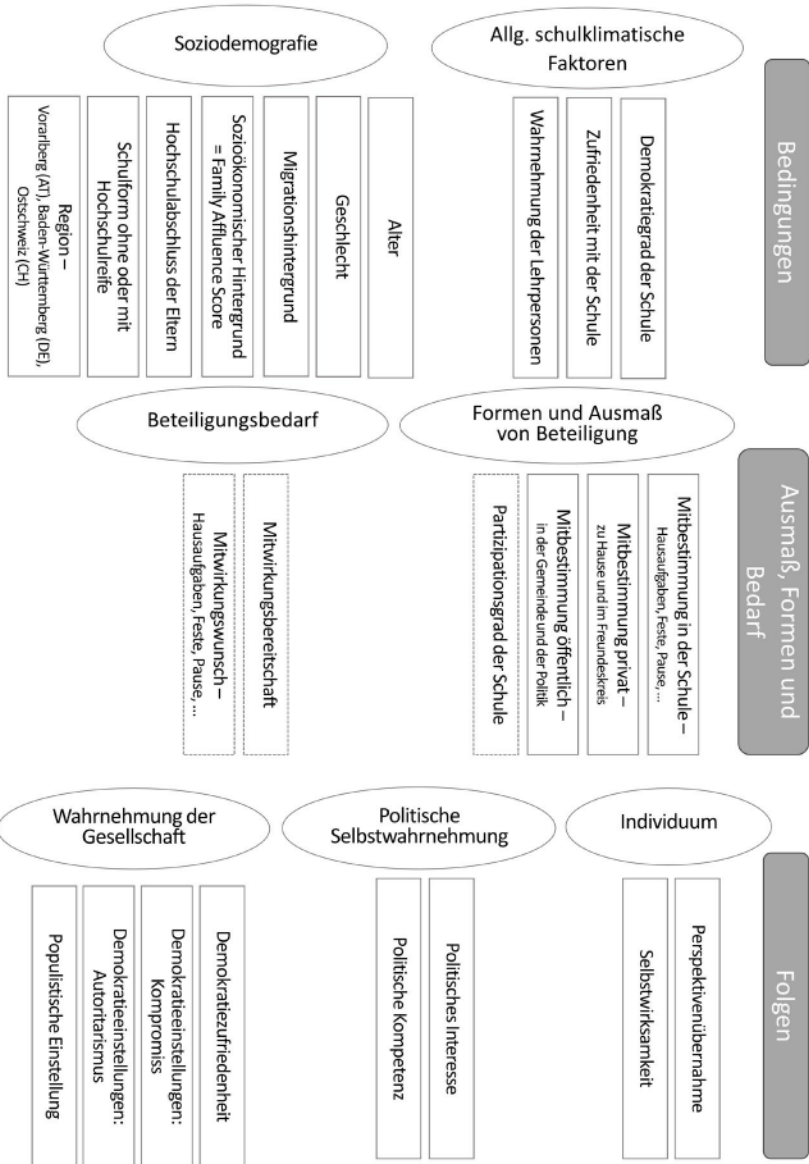 Bedingungen
Allg. schulklimatische
Faktoren
Demokratiegrad der Schule
Zufriedenheit mit der Schule
Wahrnehmung der Lehrpersonen
Soziodemografie
Alter
Geschlecht
Migrationshintergrund
Sozioökonomischer Hintergrund
= Family Affluence Score
Hochschulabschluss der Eltern
Schulform ohne oder mit
Hochschulreife
Region –
Vorarlberg (AT), Baden-Württemberg (DE),
Ostschweiz (CH)
Ausmaß, Formen und
Bedarf
Formen und Ausmaß
von Beteiligung
Mitbestimmung in der Schule –
Hausaufgaben, Feste, Pause, ...
Mitbestimmung privat –
zu Hause und im Freundeskreis
Mitbestimmung öffentlich –
in der Gemeinde und der Politik
Partizipationsgrad der Schule
Beteiligungsbedarf
Mitwirkungsbereitschaft
Mitwirkungswunsch –
Hausaufgaben, Feste, Pause, ...
Folgen
Individuum
Perspektivenübernahme
Selbstwirksamkeit
Politische
Selbstwahrnehmung
Politisches Interesse
Politische Kompetenz
Wahrnehmung der
Gesellschaft
Demokratiezufriedenheit
Demokratieeinstellungen:
Kompromiss
Demokratieeinstellungen:
Autoritarismus
Populistische Einstellung